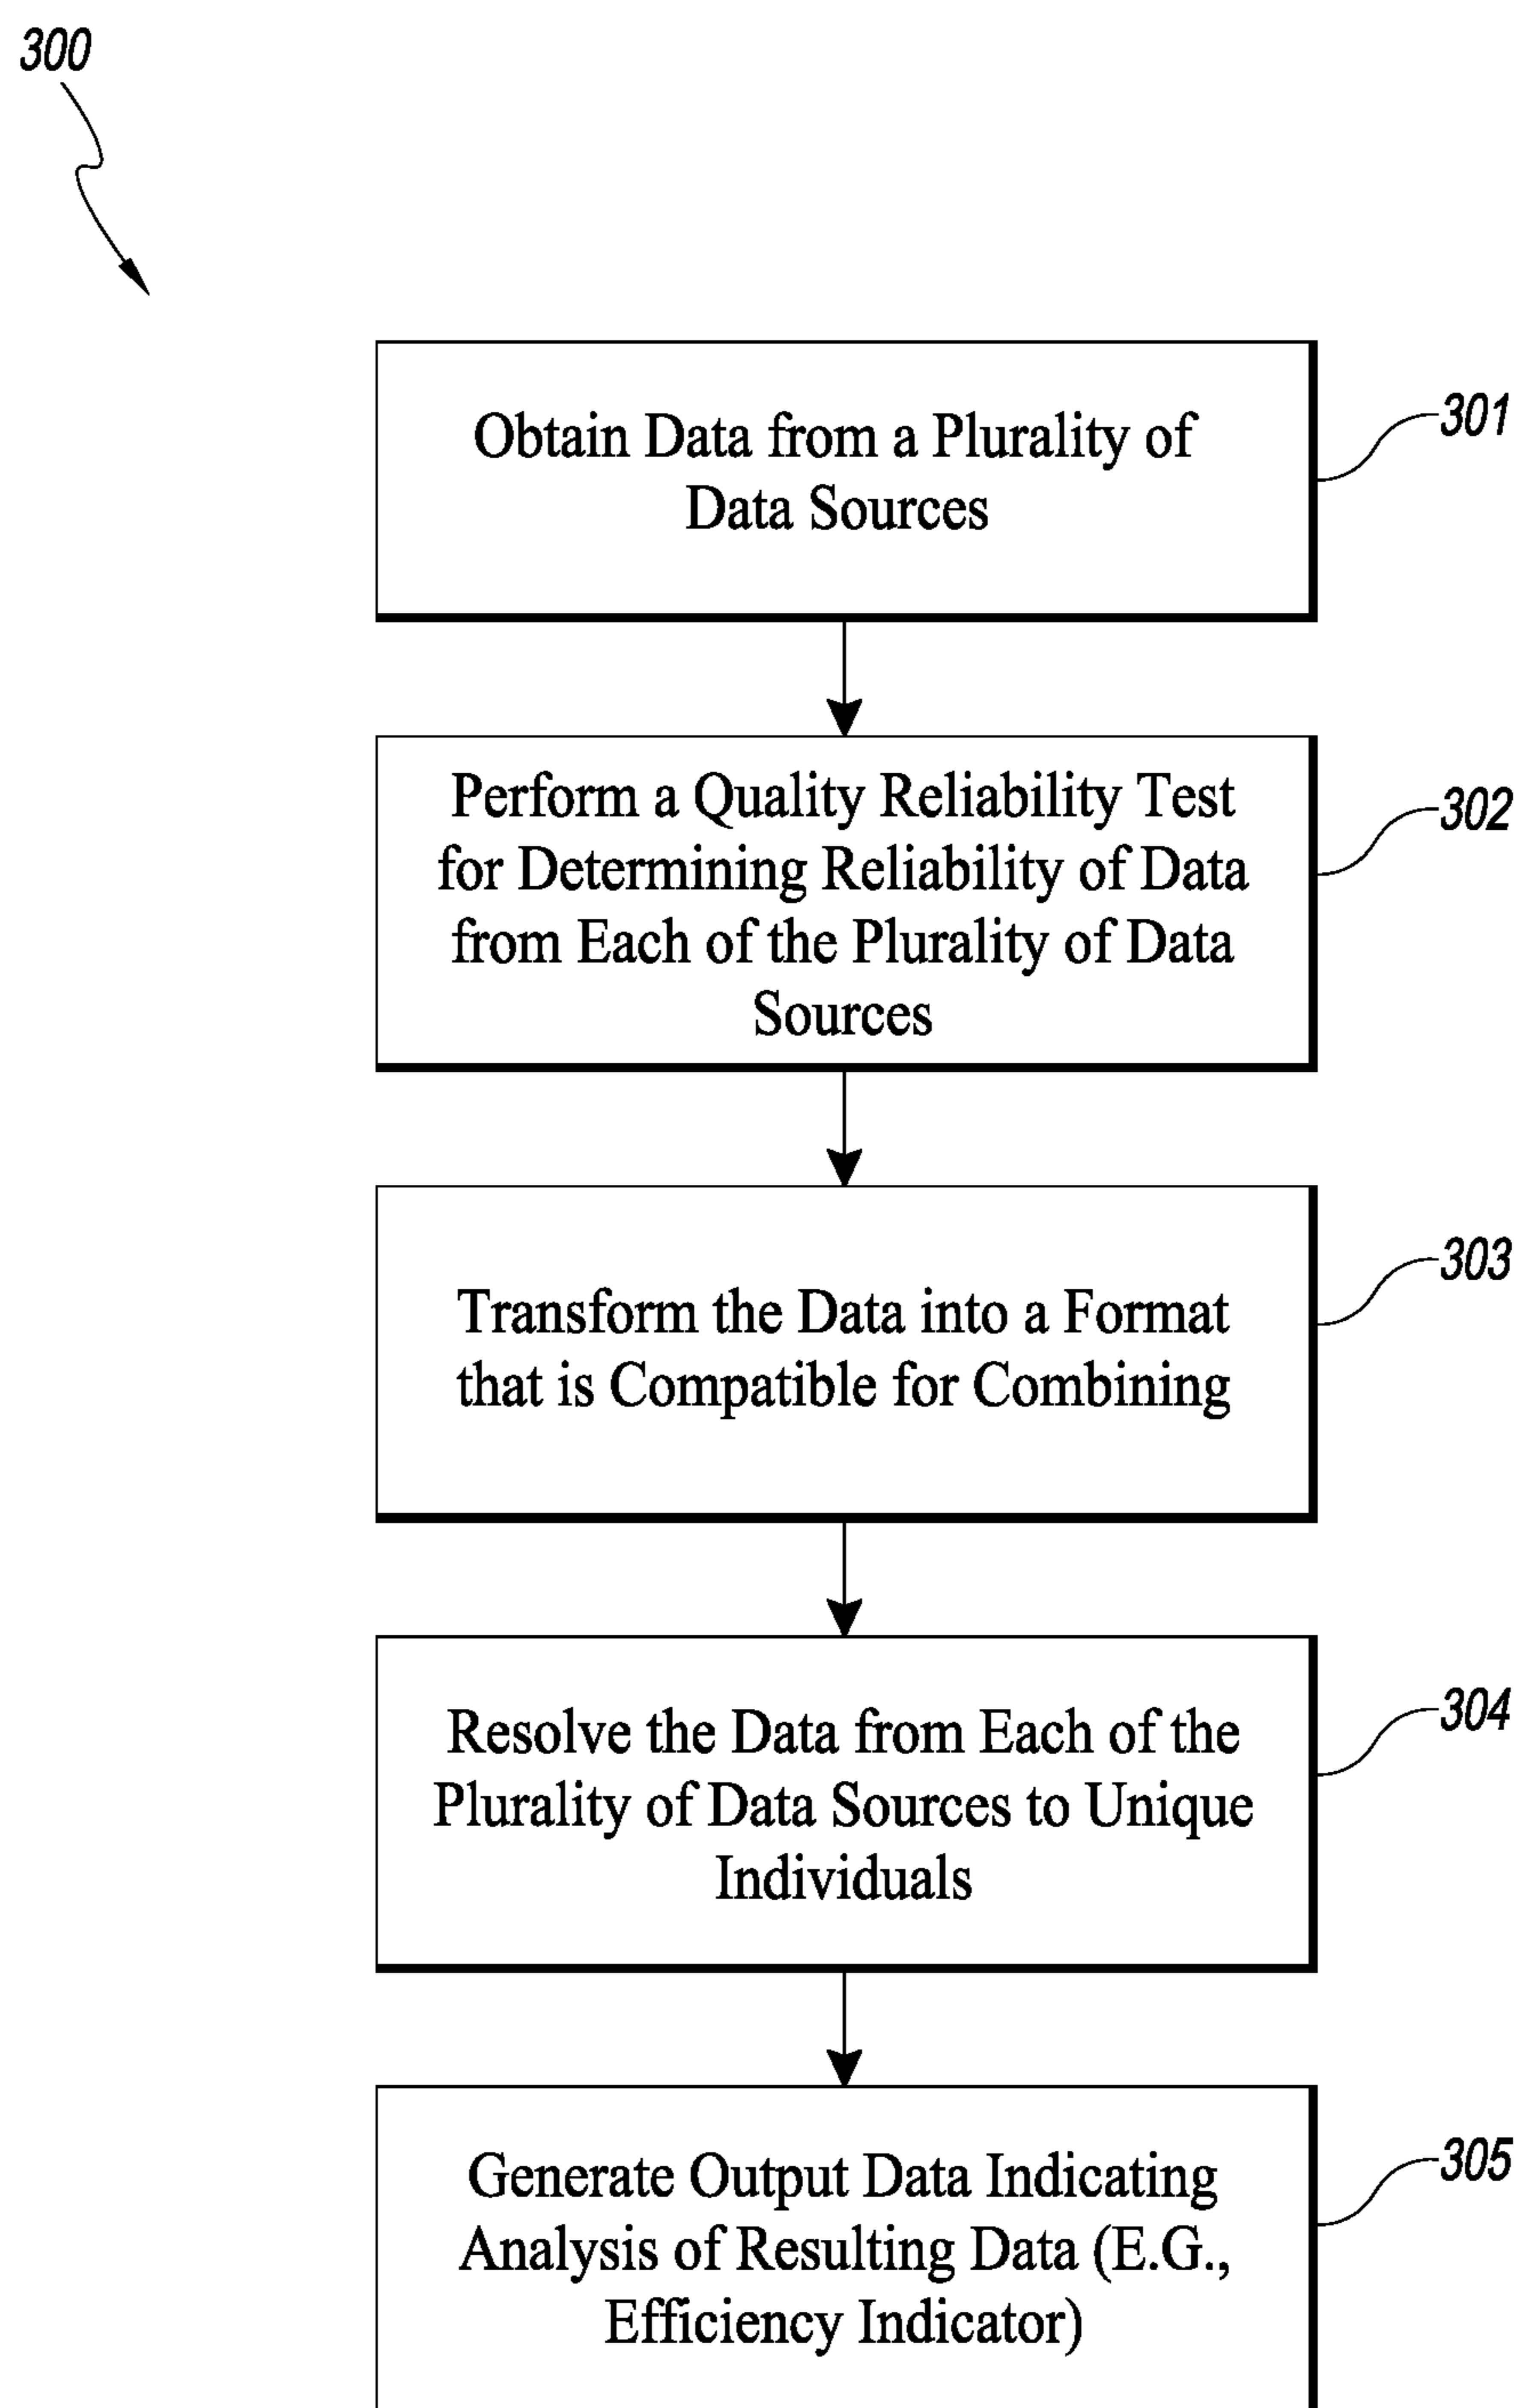 300
Obtain Data from a Plurality of
Data Sources
301
Perform a Quality Reliability Test
for Determining Reliability of Data
from Each of the Plurality of Data
Sources
302
Transform the Data into a Format
that is Compatible for Combining
303
Resolve the Data from Each of the
Plurality of Data Sources to Unique
Individuals
304
Generate Output Data Indicating
Analysis of Resulting Data (E.G.,
Efficiency Indicator)
305